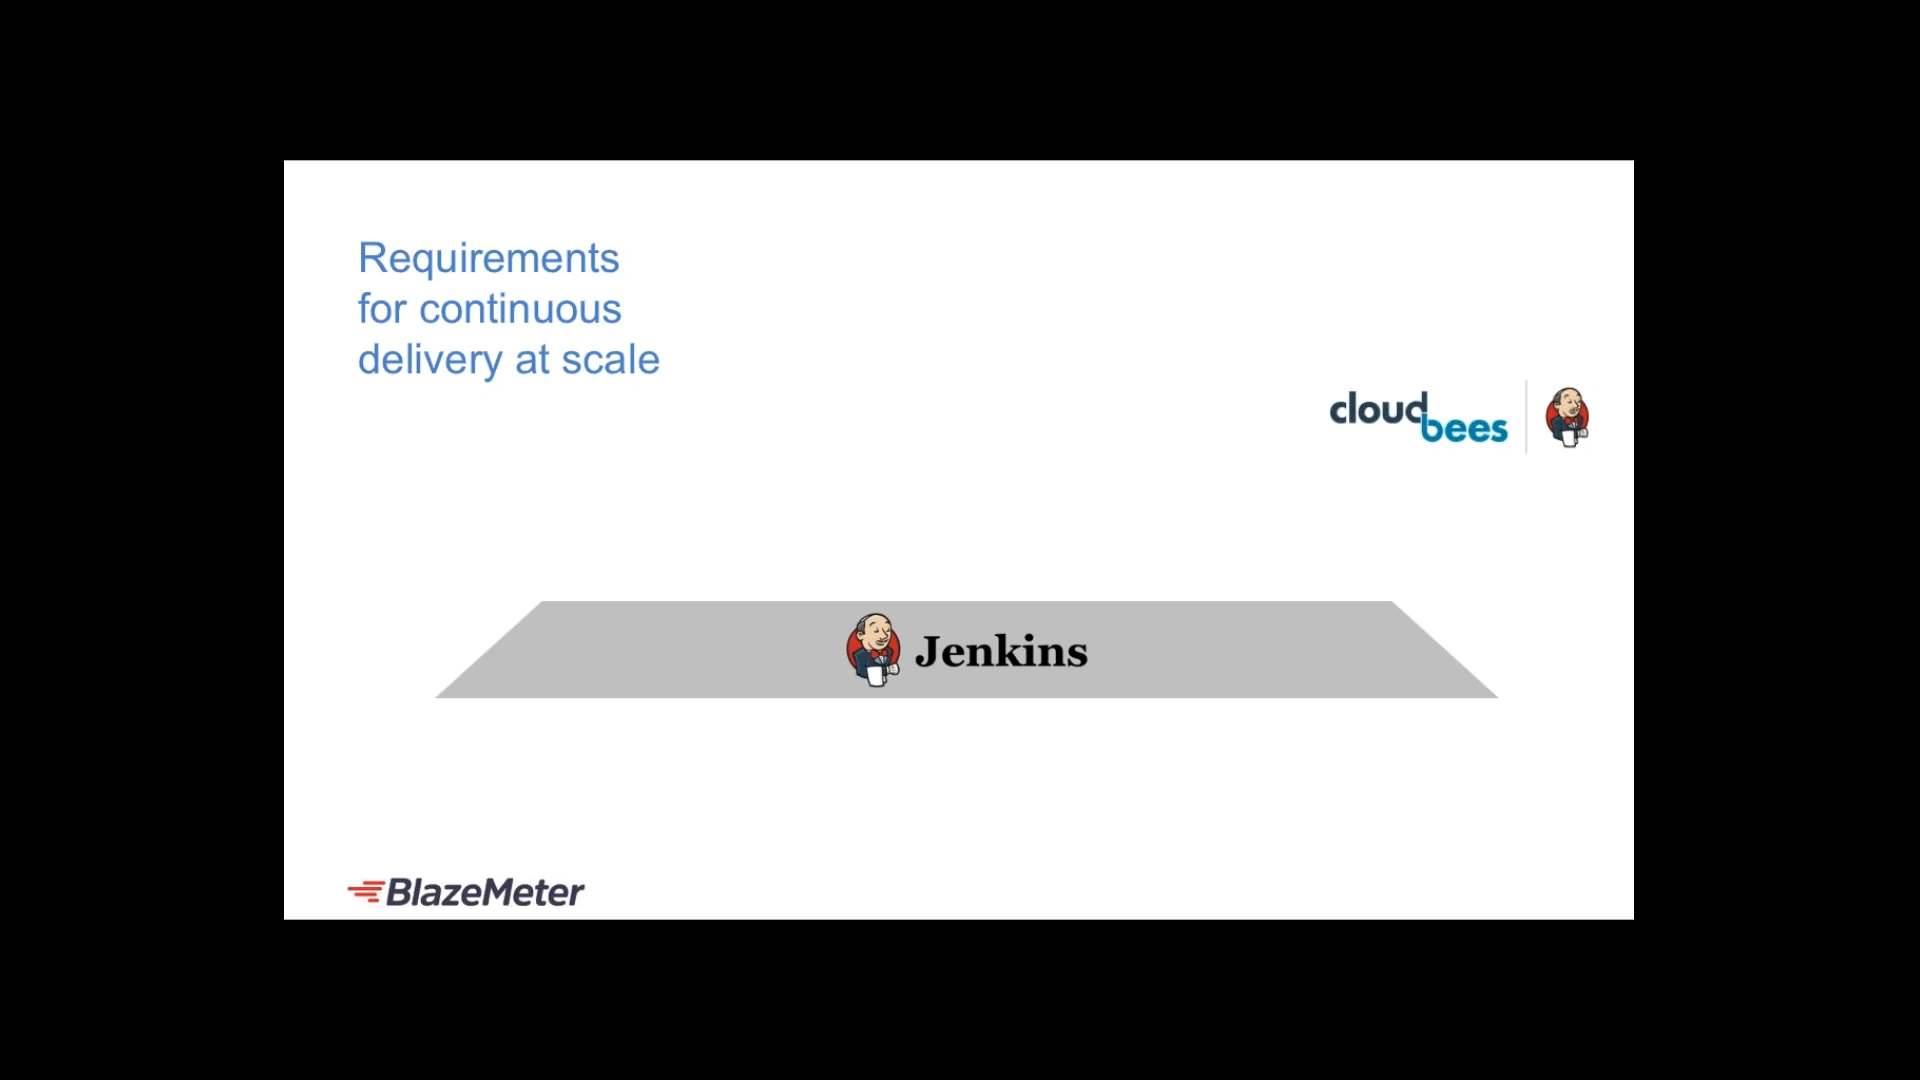 Requirements
for continuous
delivery at scale
cloudbees
Jenkins
BlazeMeter